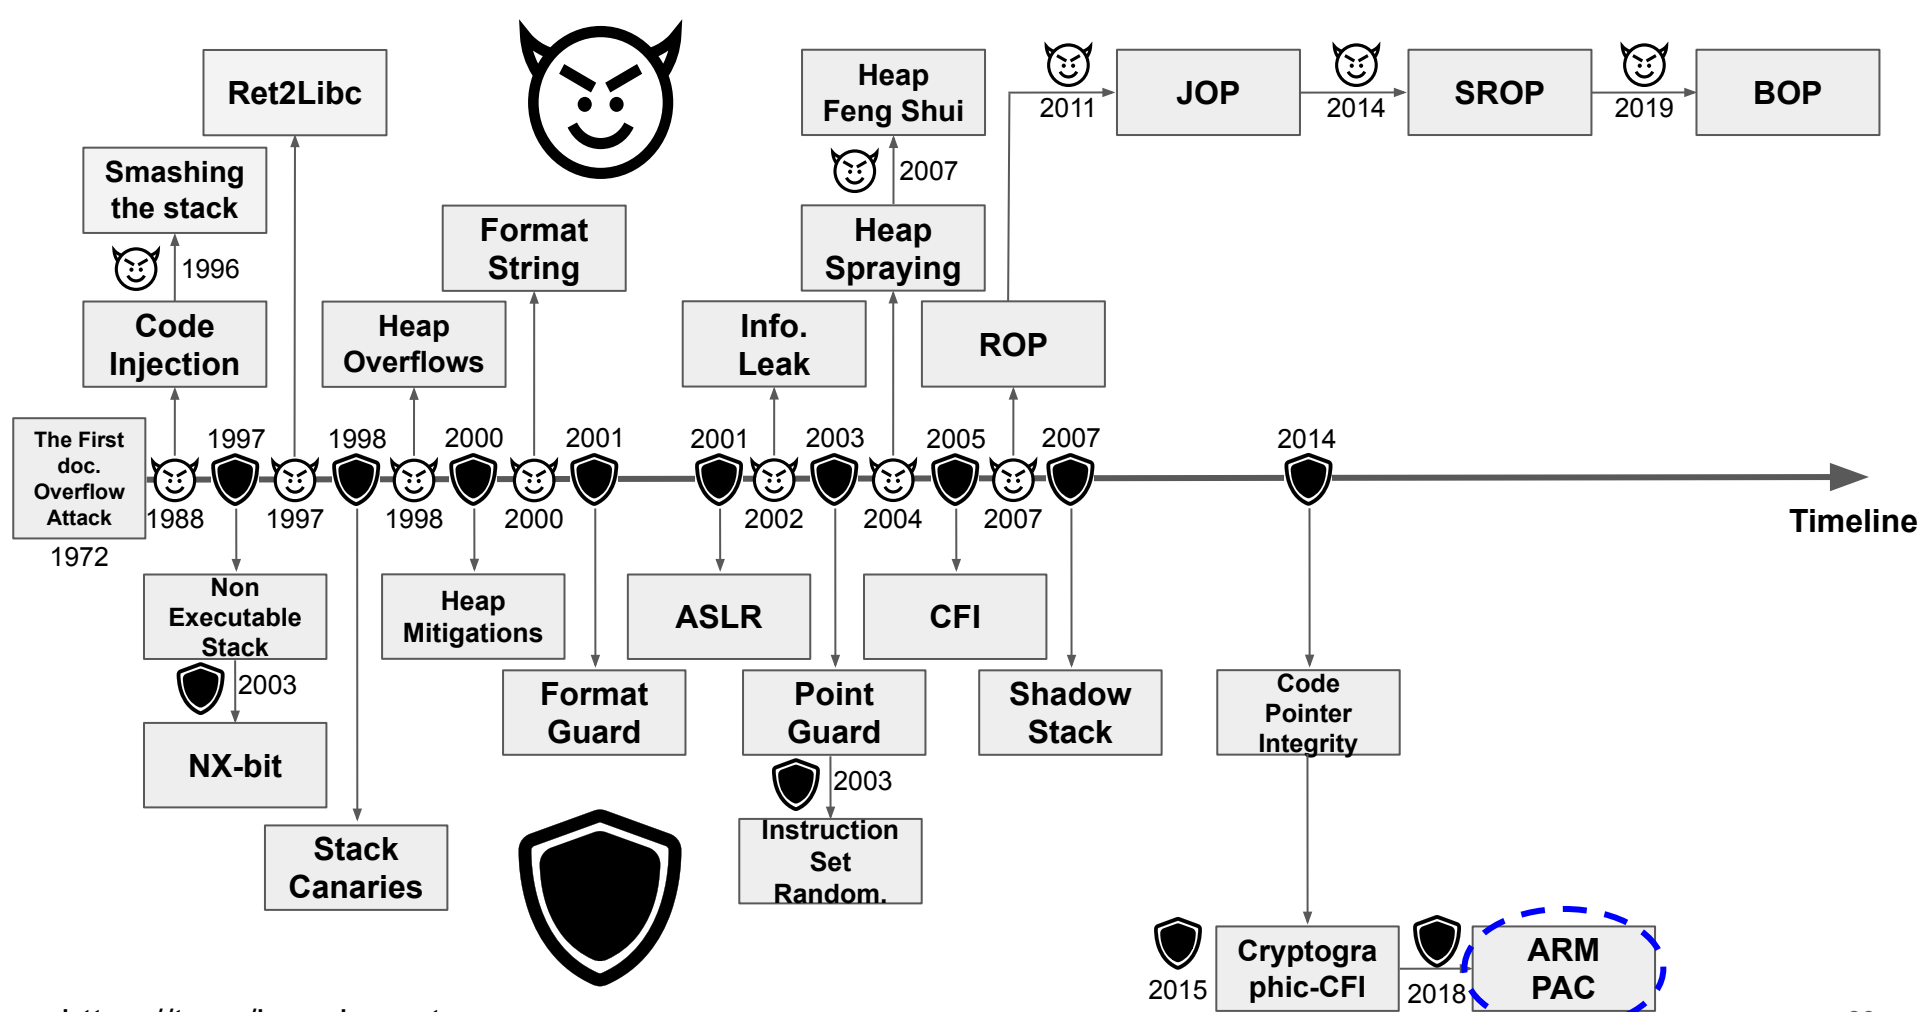 Ret2Libc
Heap
Feng Shui
2011
JOP
2014
SROP
2019
BOP
Smashing
the stack
2007
1996
Format
String
Heap
Spraying
Code
Injection
Heap
Overflows
Info.
Leak
ROP
The First
doc.
Overflow
Attack
1972
1997
1998
2000
2001
2001
2003
2005
2007
2014
1988
1997
1998
2000
2002
2004
2007
Timeline
Non
Executable
Stack
2003
NX-bit
Heap
Mitigations
ASLR
CFI
Format
Guard
Point
Guard
Shadow
Stack
Code
Pointer
Integrity
2003
Stack
Canaries
Instruction
Set
Random.
2015
Cryptogra
phic-CFI
2018
ARM
PAC